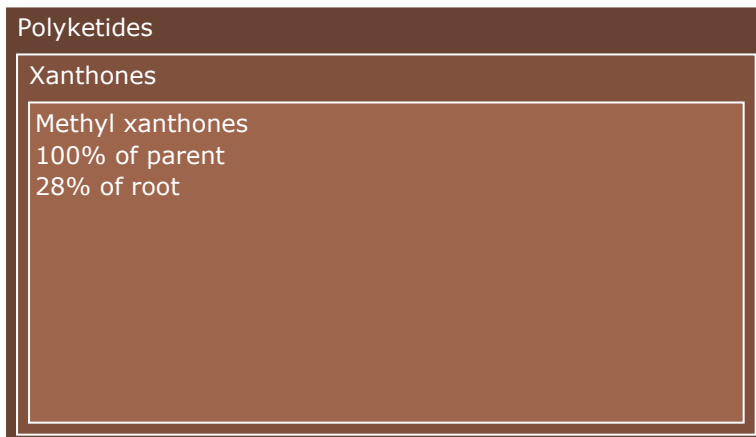 Polyketides
Xanthones
Methyl xanthones
100% of parent
28% of root